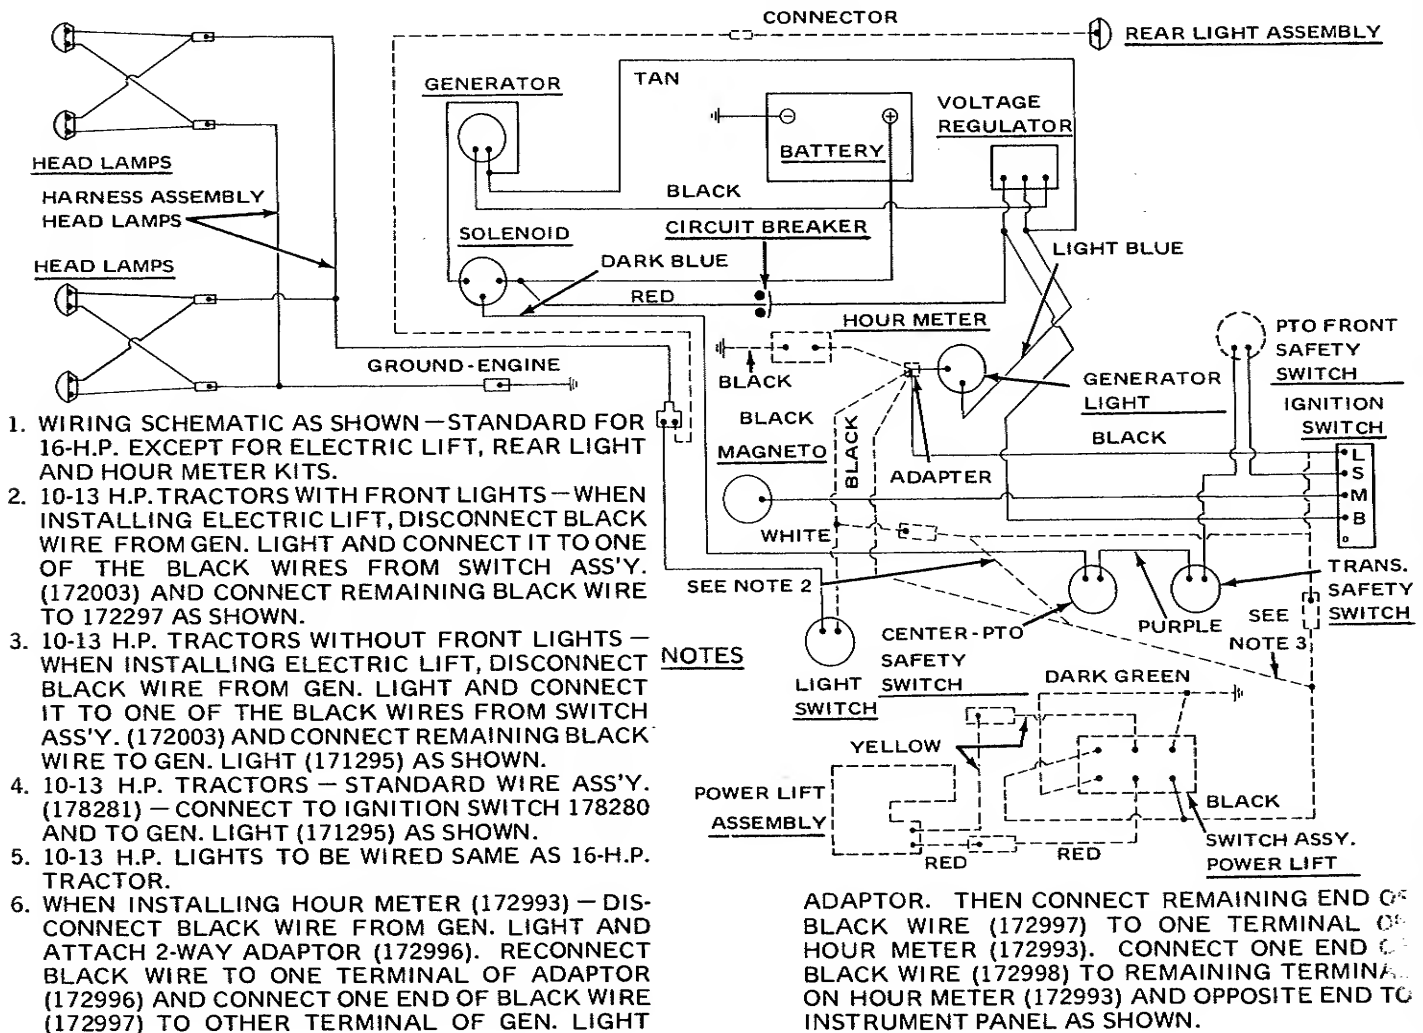 CONNECTOR
REAR LIGHT ASSEMBLY
TAN
GENERATOR
VOLTAGE
REGULATOR
BATTERY
HEAD LAMPS
HARNESS ASSEMBLY
HEAD LAMPS
BLACK
SOLENOID
CIRCUIT BREAKER
DARK BLUE
LIGHT BLUE
HEAD LAMPS
RED
HOUR METER
PTO FRONT
SAFETY
SWITCH
GROUND-ENGINE
BLACK
GENERATOR
LIGHT
IGNITION
SWITCH
BLACK
BLACK
BLACK
MAGNETO
ADAPTER
L
S
M
B
WHITE
SEE NOTE 2
TRANS.
SAFETY
SWITCH
CENTER-PTO
SAFETY
SWITCH
PURPLE
SEE
NOTE 3
NOTES
LIGHT
SWITCH
DARK GREEN
YELLOW
POWER LIFT
ASSEMBLY
BLACK
SWITCH ASSY.
POWER LIFT
RED
RED
1. WIRING SCHEMATIC AS SHOWN—STANDARD FOR
16-H.P. EXCEPT FOR ELECTRIC LIFT, REAR LIGHT
AND HOUR METER KITS.
2. 10-13 H.P. TRACTORS WITH FRONT LIGHTS—WHEN
INSTALLING ELECTRIC LIFT, DISCONNECT BLACK
WIRE FROM GEN. LIGHT AND CONNECT IT TO ONE
OF THE BLACK WIRES FROM SWITCH ASS'Y.
(172003) AND CONNECT REMAINING BLACK WIRE
TO 172297 AS SHOWN.
3. 10-13 H.P. TRACTORS WITHOUT FRONT LIGHTS—
WHEN INSTALLING ELECTRIC LIFT, DISCONNECT
BLACK WIRE FROM GEN. LIGHT AND CONNECT
IT TO ONE OF THE BLACK WIRES FROM SWITCH
ASS'Y. (172003) AND CONNECT REMAINING BLACK
WIRE TO GEN. LIGHT (171295) AS SHOWN.
4. 10-13 H.P. TRACTORS — STANDARD WIRE ASS'Y.
(178281) — CONNECT TO IGNITION SWITCH 178280
AND TO GEN. LIGHT (171295) AS SHOWN.
5. 10-13 H.P. LIGHTS TO BE WIRED SAME AS 16-H.P.
TRACTOR.
6. WHEN INSTALLING HOUR METER (172993) — DIS-
CONNECT BLACK WIRE FROM GEN. LIGHT AND
ATTACH 2-WAY ADAPTOR (172996). RECONNECT
BLACK WIRE TO ONE TERMINAL OF ADAPTOR
(172996) AND CONNECT ONE END OF BLACK WIRE
(172997) TO OTHER TERMINAL OF GEN. LIGHT
ADAPTOR. THEN CONNECT REMAINING END OF
BLACK WIRE (172997) TO ONE TERMINAL OF
HOUR METER (172993). CONNECT ONE END
BLACK WIRE (172998) TO REMAINING
ON HOUR METER (172993) AND OPPOSITE END TO
INSTRUMENT PANEL AS SHOWN.